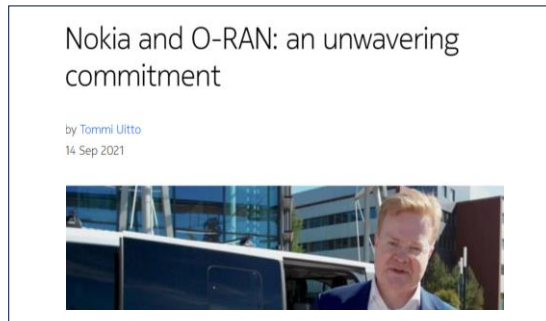 Nokia and O-RAN: an unwavering
commitment
by Tommi Uitto
14 Sep 2021